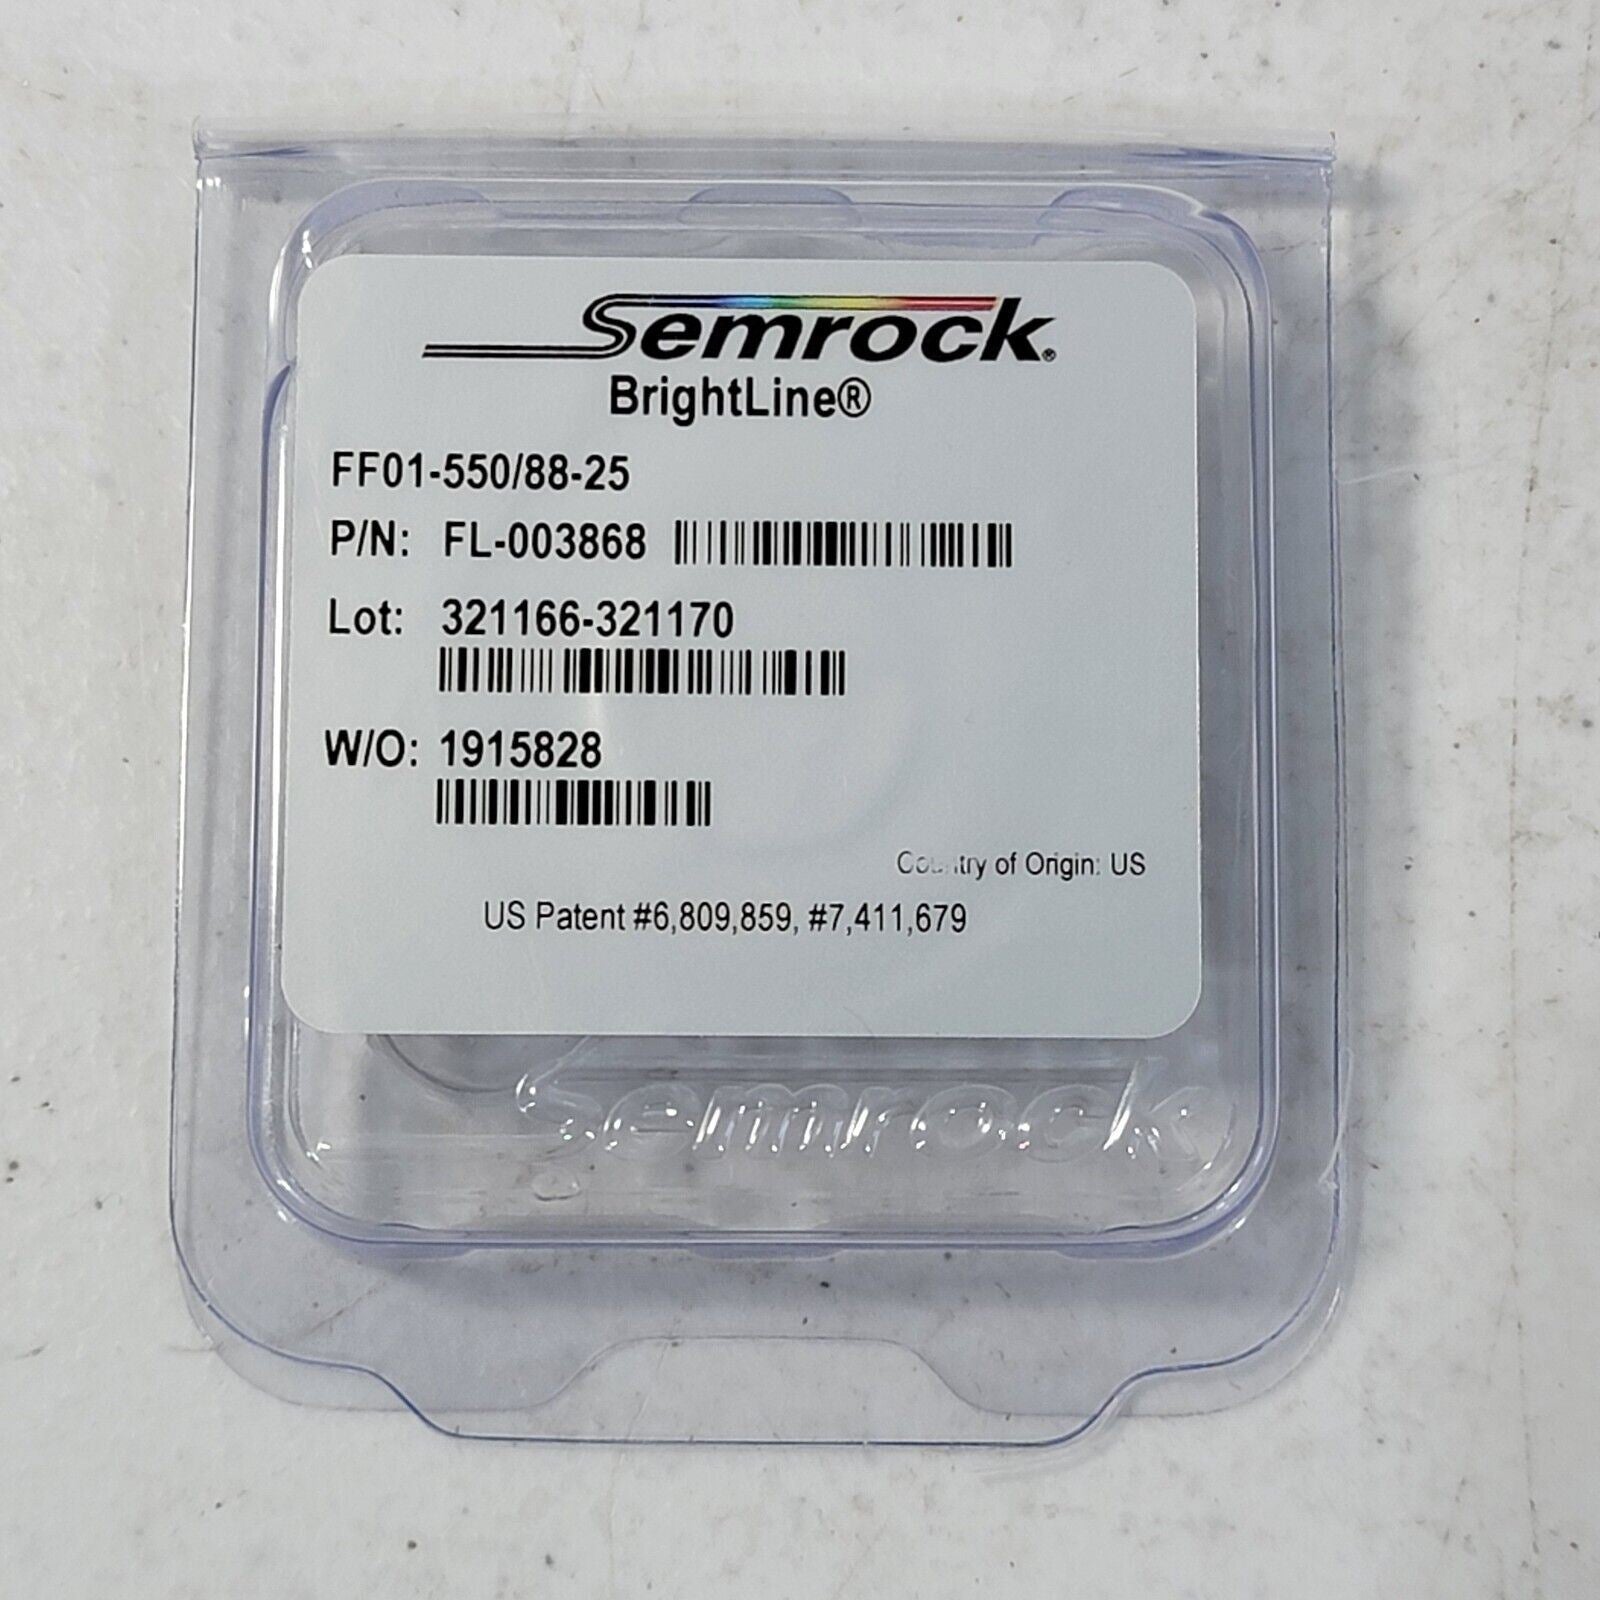 Semrock®
BrightLine®
FF01-550/88-25
P/N: FL-003868
Lot: 321166-321170
W/O: 1915828
Country of Origin: US
US Patent #6,809,859, #7,411,679
Semrock